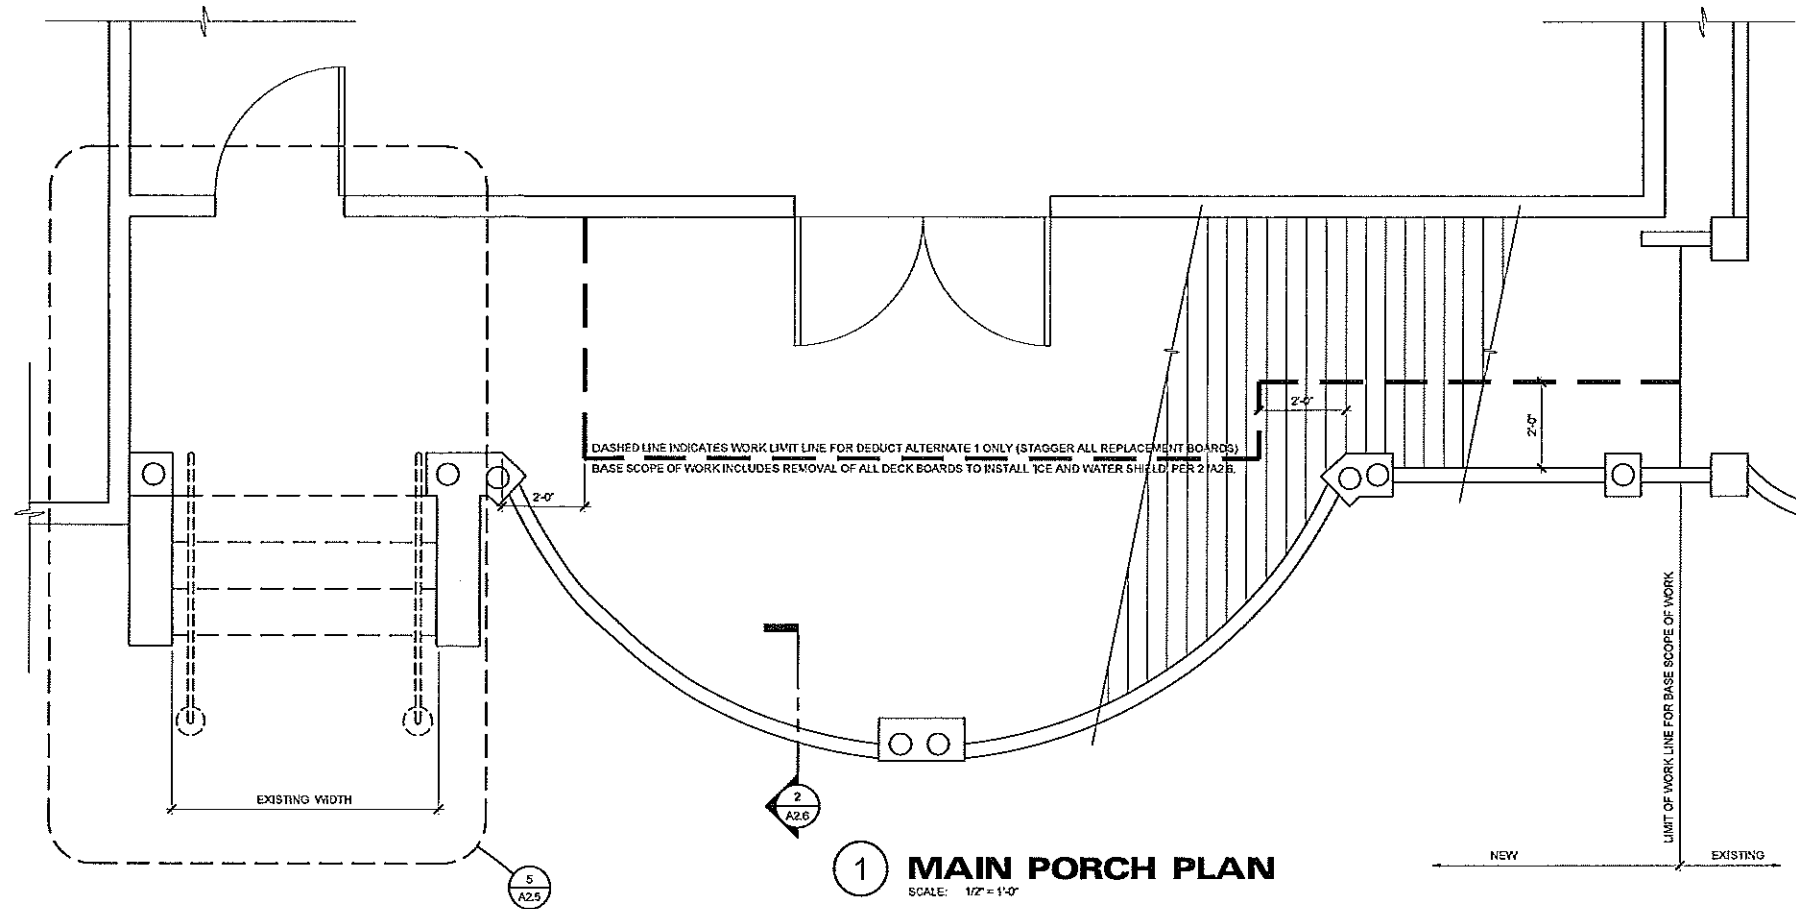 DASHED LINE INDICATES WORK LIMIT LINE FOR DEDUCT ALTERNATE 1 ONLY (STAGGER ALL REPLACEMENT BOARDS)
BASE SCOPE OF WORK INCLUDES REMOVAL OF ALL DECK BOARDS TO INSTALL ICE AND WATER SHIELD PER 2/A2.6.
2'-0"
2'-0"
2'-0"
LIMIT OF WORK LINE FOR BASE SCOPE OF WORK
EXISTING WIDTH
2
A2.6
5
A2.5
1 MAIN PORCH PLAN
SCALE: 1/2" = 1'-0"
NEW
EXISTING